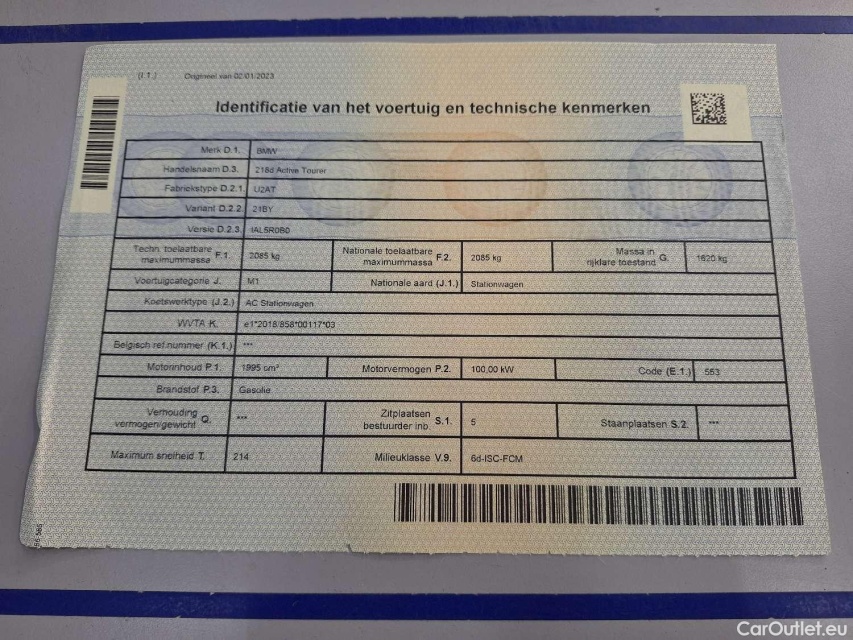 (I.1.) Origineel van 02/01/2023
Identificatie van het voertuig en technische kenmerken
Merk D.1. BMW
Handelsnaam D.3. 218d Active Tourer
Fabriekstype D.2.1. U2AT
Variant D.2.2. 21BY
Versie D.2.3. IAL5R0B0
Techn. toelaatbare maximummassa F.1. 2085 kg Nationale toelaatbare maximummassa F.2. 2085 kg Massa in rijklare toestand G. 1620 kg
Voertuigcategorie J. M1 Nationale aard (J.1.) Stationwagen
Koetswerktype (J.2.) AC Stationwagen
WVTA K. e1*2018/858*00117*03
Belgisch ref.nummer (K.1.) ***
Motorinhoud P.1. 1995 cm³ Motorvermogen P.2. 100,00 kW Code (E.1.) 553
Brandstof P.3. Gasolie
Verhouding vermogen/gewicht Q. *** Zitplaatsen bestuurder inb. S.1. 5 Staanplaatsen S.2. ***
Maximum snelheid T. 214 Milieuklasse V.9. 6d-ISC-FCM
CarOutlet.eu